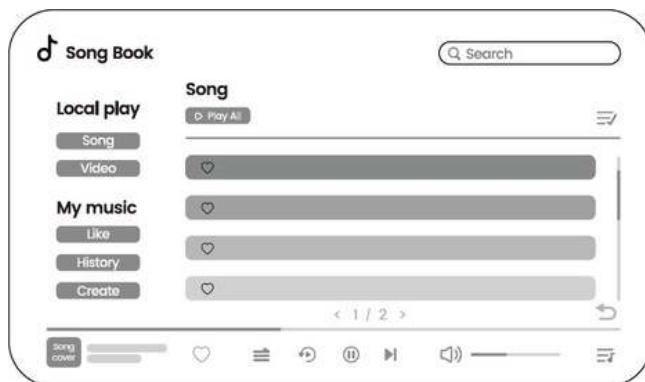 Song Book
Search
Local play
Song
Video
My music
Like
History
Create
Song
Play All
< 1 / 2 >
Song
cover